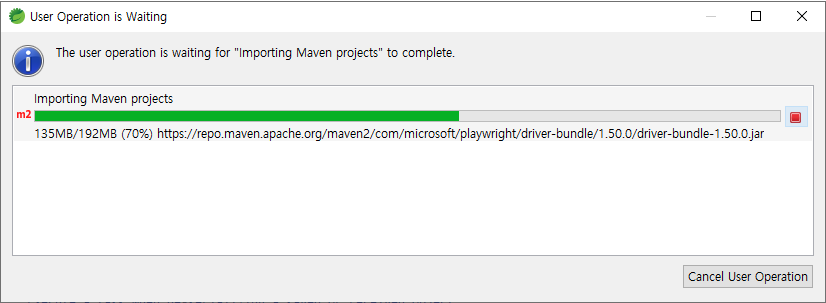 User Operation is Waiting
The user operation is waiting for "Importing Maven projects" to complete.
Importing Maven projects
m2
135MB/192MB (70%) https://repo.maven.apache.org/maven2/com/microsoft/playwright/driver-bundle/1.50.0/driver-bundle-1.50.0.jar
Cancel User Operation